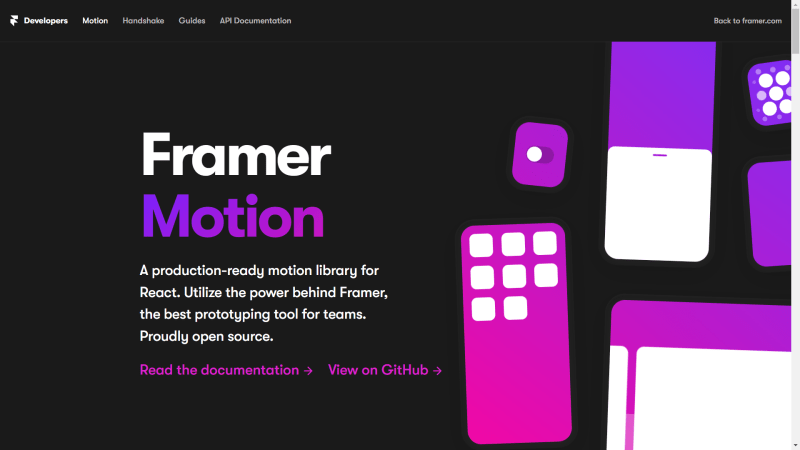 Developers Motion Handshake Guides API Documentation Back to framer.com
Framer
Motion
A production-ready motion library for
React. Utilize the power behind Framer,
the best prototyping tool for teams.
Proudly open source.
Read the documentation → View on GitHub →